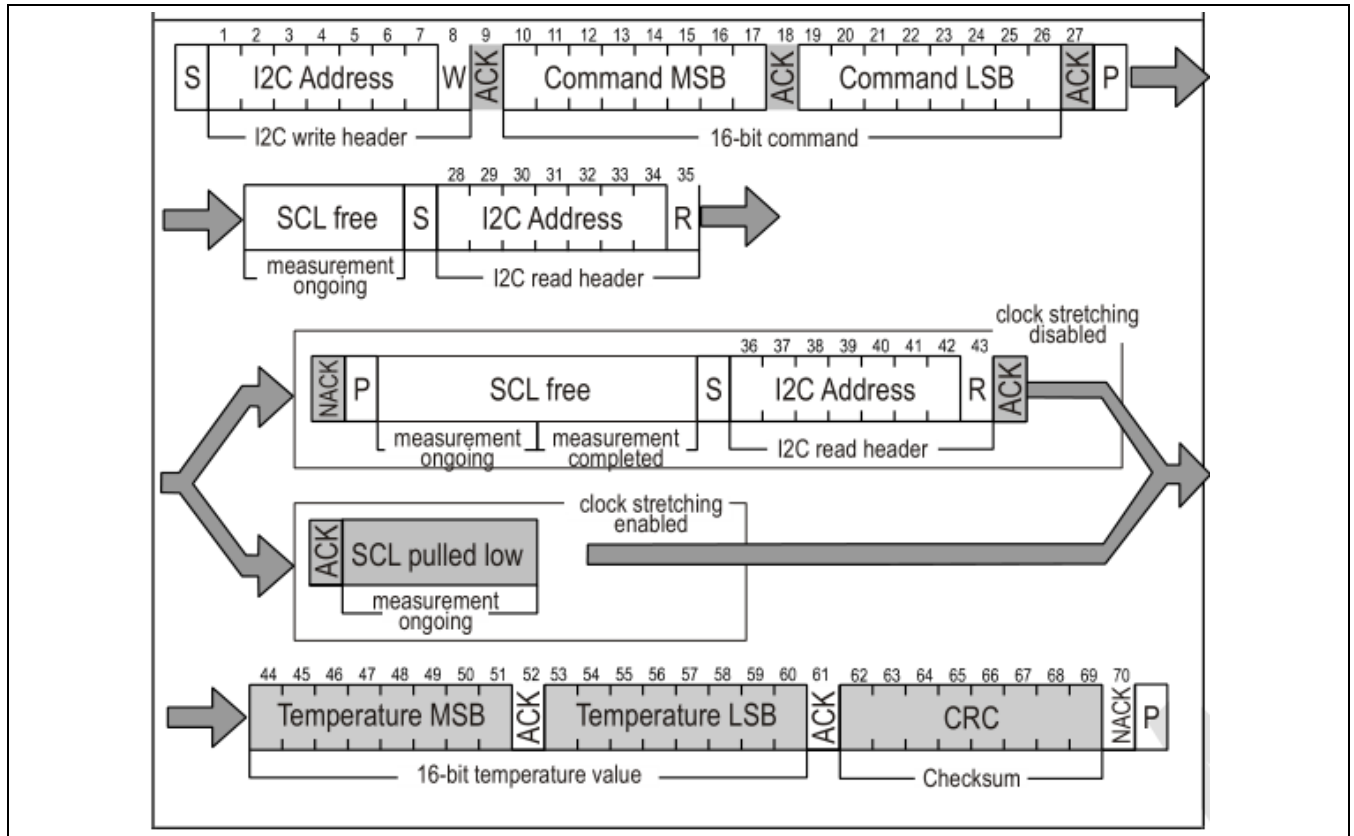 1 2 3 4 5 6 7 8 9 10 11 12 13 14 15 16 17 18 19 20 21 22 23 24 25 26 27
S I2C Address W ACK Command MSB ACK Command LSB ACK P
I2C write header 16-bit command
28 29 30 31 32 33 34 35
SCL free S I2C Address R
measurement
ongoing
I2C read header
clock stretching
disabled
36 37 38 39 40 41 42 43
NACK P SCL free S I2C Address R ACK
measurement
ongoing
measurement
completed
I2C read header
clock stretching
enabled
ACK SCL pulled low
measurement
ongoing
44 45 46 47 48 49 50 51 52 53 54 55 56 57 58 59 60 61 62 63 64 65 66 67 68 69 70
Temperature MSB ACK Temperature LSB ACK CRC NACK P
16-bit temperature value Checksum